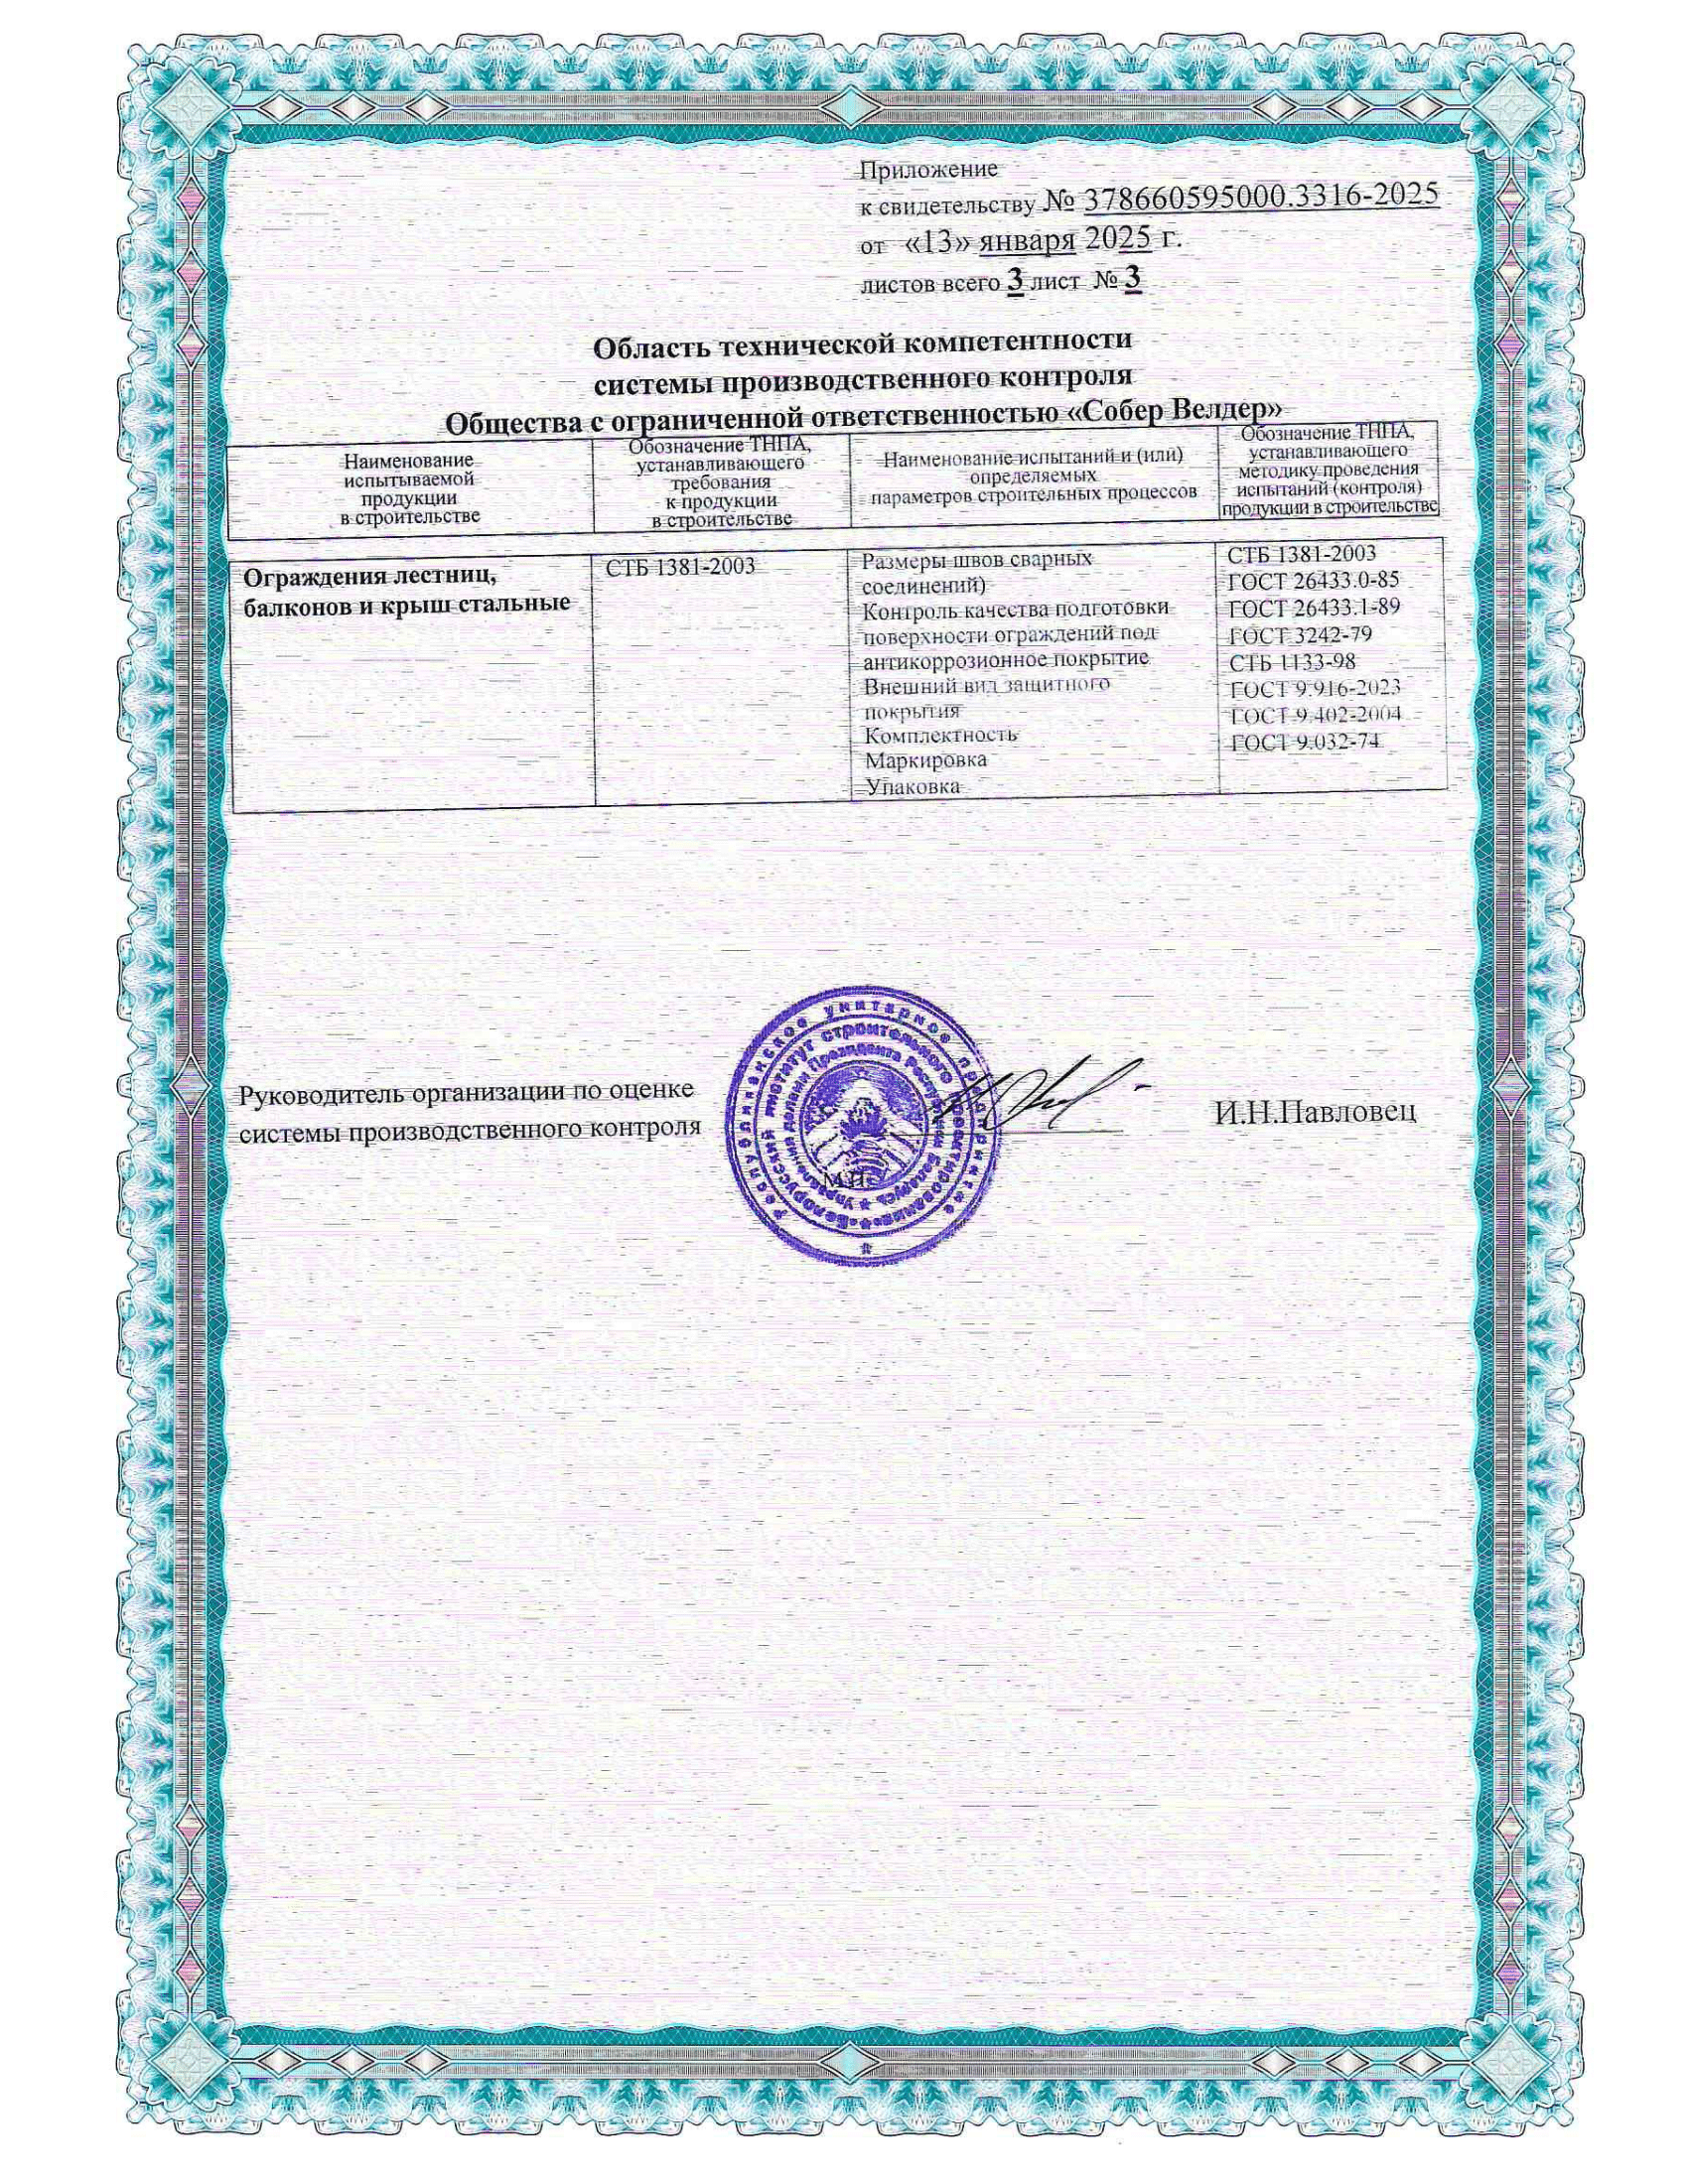 Приложение
к свидетельству № 378660595000.3316-2025
от «13» января 2025 г.
листов всего 3 лист № 3
Область технической компетентности
системы производственного контроля
Общества с ограниченной ответственностью «Собер Велдер»
Наименование
испытываемой
продукции
в строительстве
Обозначение ТНПА,
устанавливающего
требования
к продукции
в строительстве
Наименование испытаний и (или)
определяемых
параметров строительных процессов
Обозначение ТНПА,
устанавливающего
методику проведения
испытаний (контроля)
продукции в строительстве
Ограждения лестниц,
балконов и крыш стальные
СТБ 1381-2003
Размеры швов сварных
соединений)
Контроль качества подготовки
поверхности ограждений под
антикоррозионное покрытие
Внешний вид защитного
покрытия
Комплектность
Маркировка
Упаковка
СТБ 1381-2003
ГОСТ 26433.0-85
ГОСТ 26433.1-89
ГОСТ 3242-79
СТБ 1133-98
ГОСТ 9.916-2023
ГОСТ 9.402-2004
ГОСТ 9.032-74
Руководитель организации по оценке
системы производственного контроля
И.Н.Павловец
М.П.
Республиканское унитарное предприятие
«Белорусский институт строительного проектирования»
Управления делами Президента Республики Беларусь